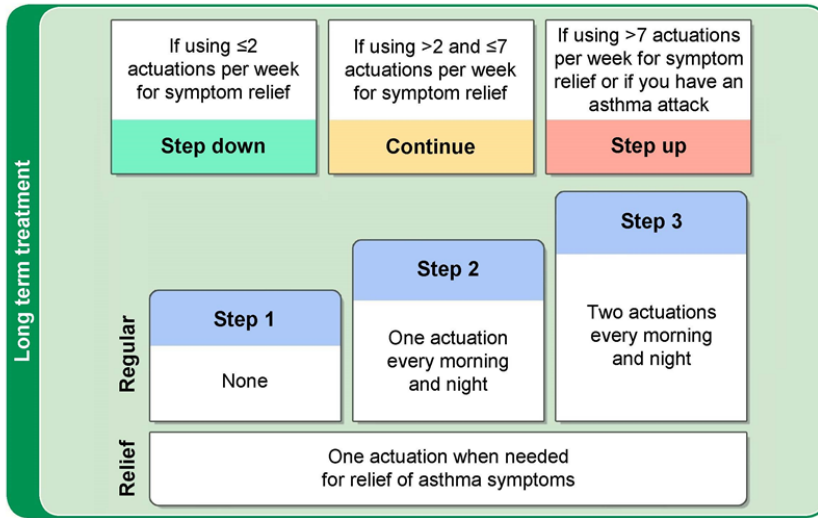 Long term treatment
If using ≤2
actuations per week
for symptom relief
Step down
If using >2 and ≤7
actuations per week
for symptom relief
Continue
If using >7 actuations
per week for symptom
relief or if you have an
asthma attack
Step up
Regular
Step 1
None
Step 2
One actuation
every morning
and night
Step 3
Two actuations
every morning
and night
Relief
One actuation when needed
for relief of asthma symptoms